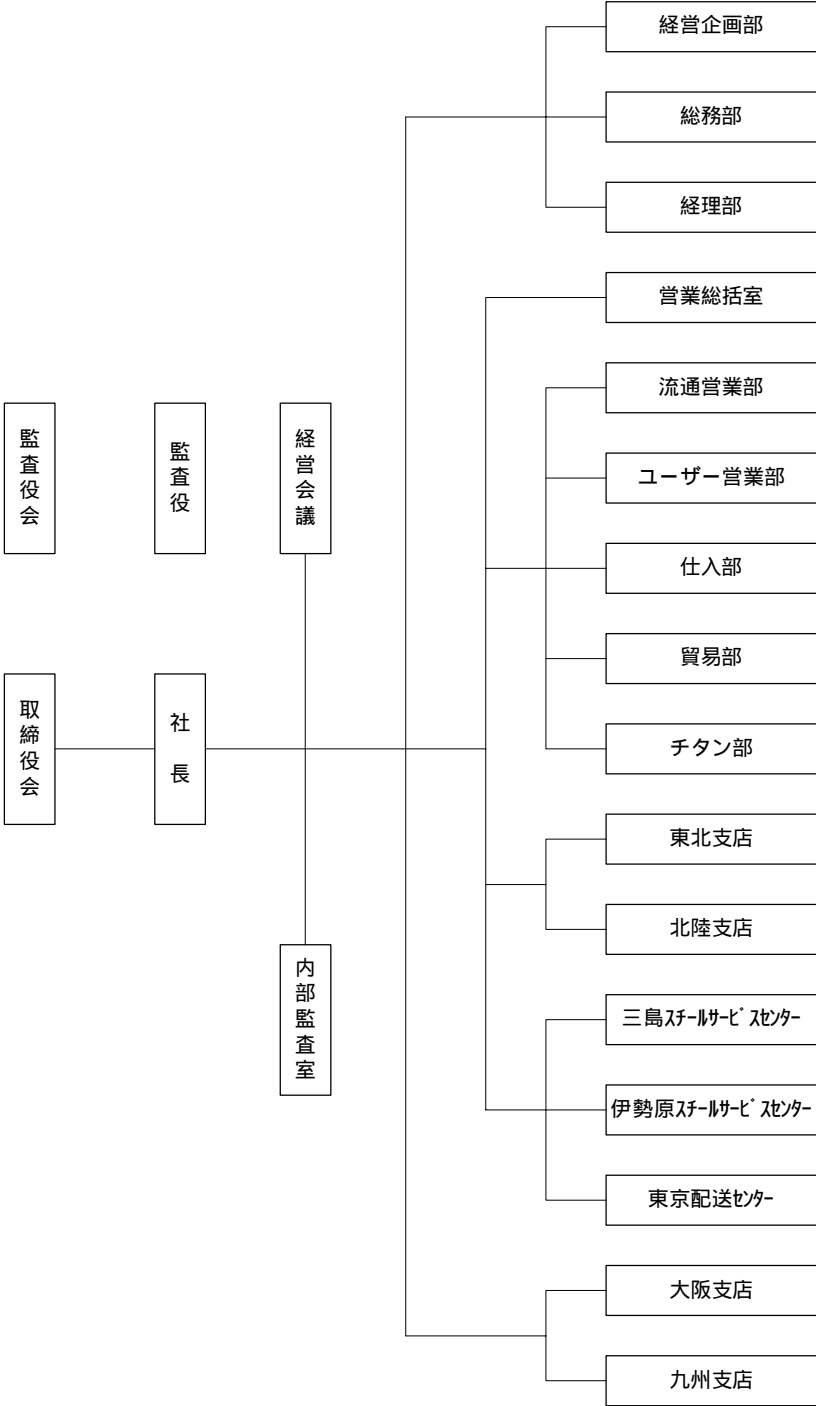 経営企画部
総務部
経理部
営業総括室
流通営業部
ユーザー営業部
仕入部
貿易部
チタン部
東北支店
北陸支店
三島ｽﾁｰﾙｻｰﾋﾞｽｾﾝﾀｰ
伊勢原ｽﾁｰﾙｻｰﾋﾞｽｾﾝﾀｰ
東京配送ｾﾝﾀｰ
大阪支店
九州支店
監査役会
監査役
経営会議
取締役会
社長
内部監査室